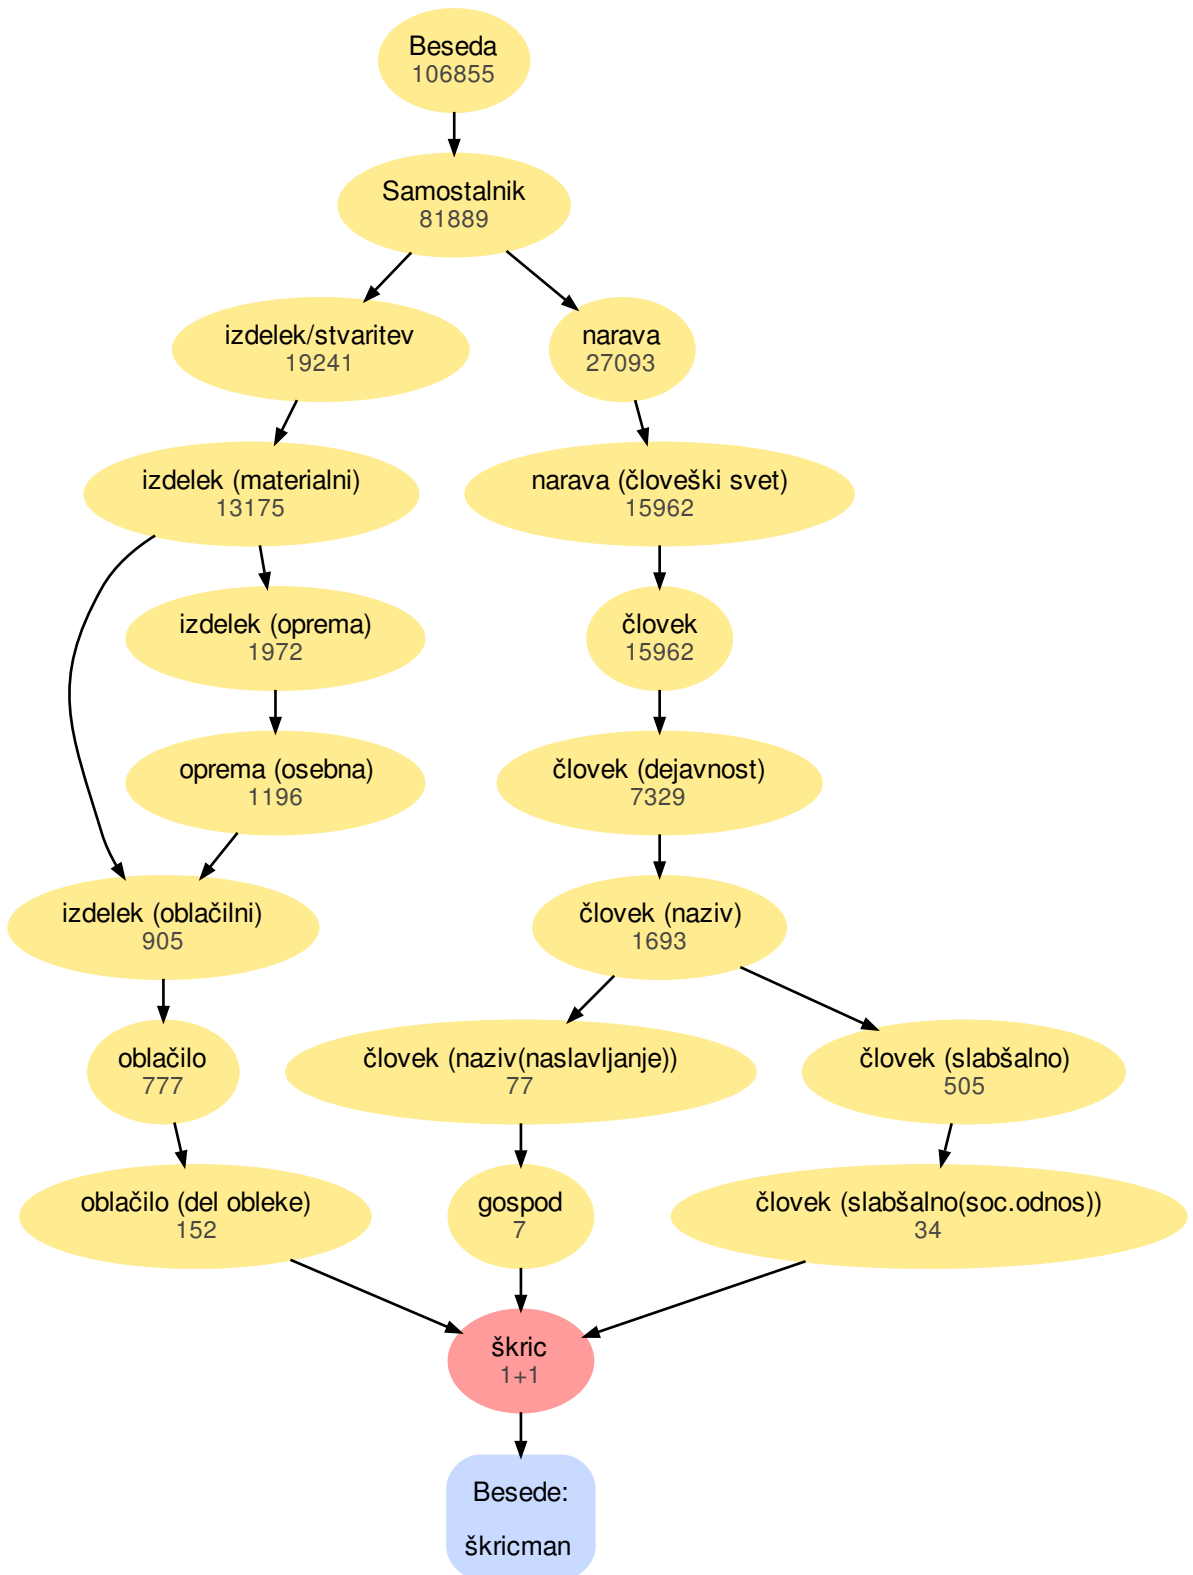 Beseda
106855
Samostalnik
81889
izdelek/stvaritev
19241
narava
27093
izdelek (materialni)
13175
narava (človeški svet)
15962
izdelek (oprema)
1972
človek
15962
oprema (osebna)
1196
človek (dejavnost)
7329
izdelek (oblačilni)
905
človek (naziv)
1693
oblačilo
777
človek (naziv(naslavljanje))
77
človek (slabšalno)
505
oblačilo (del obleke)
152
gospod
7
človek (slabšalno(soc.odnos))
34
škric
1+1
Besede:
škricman